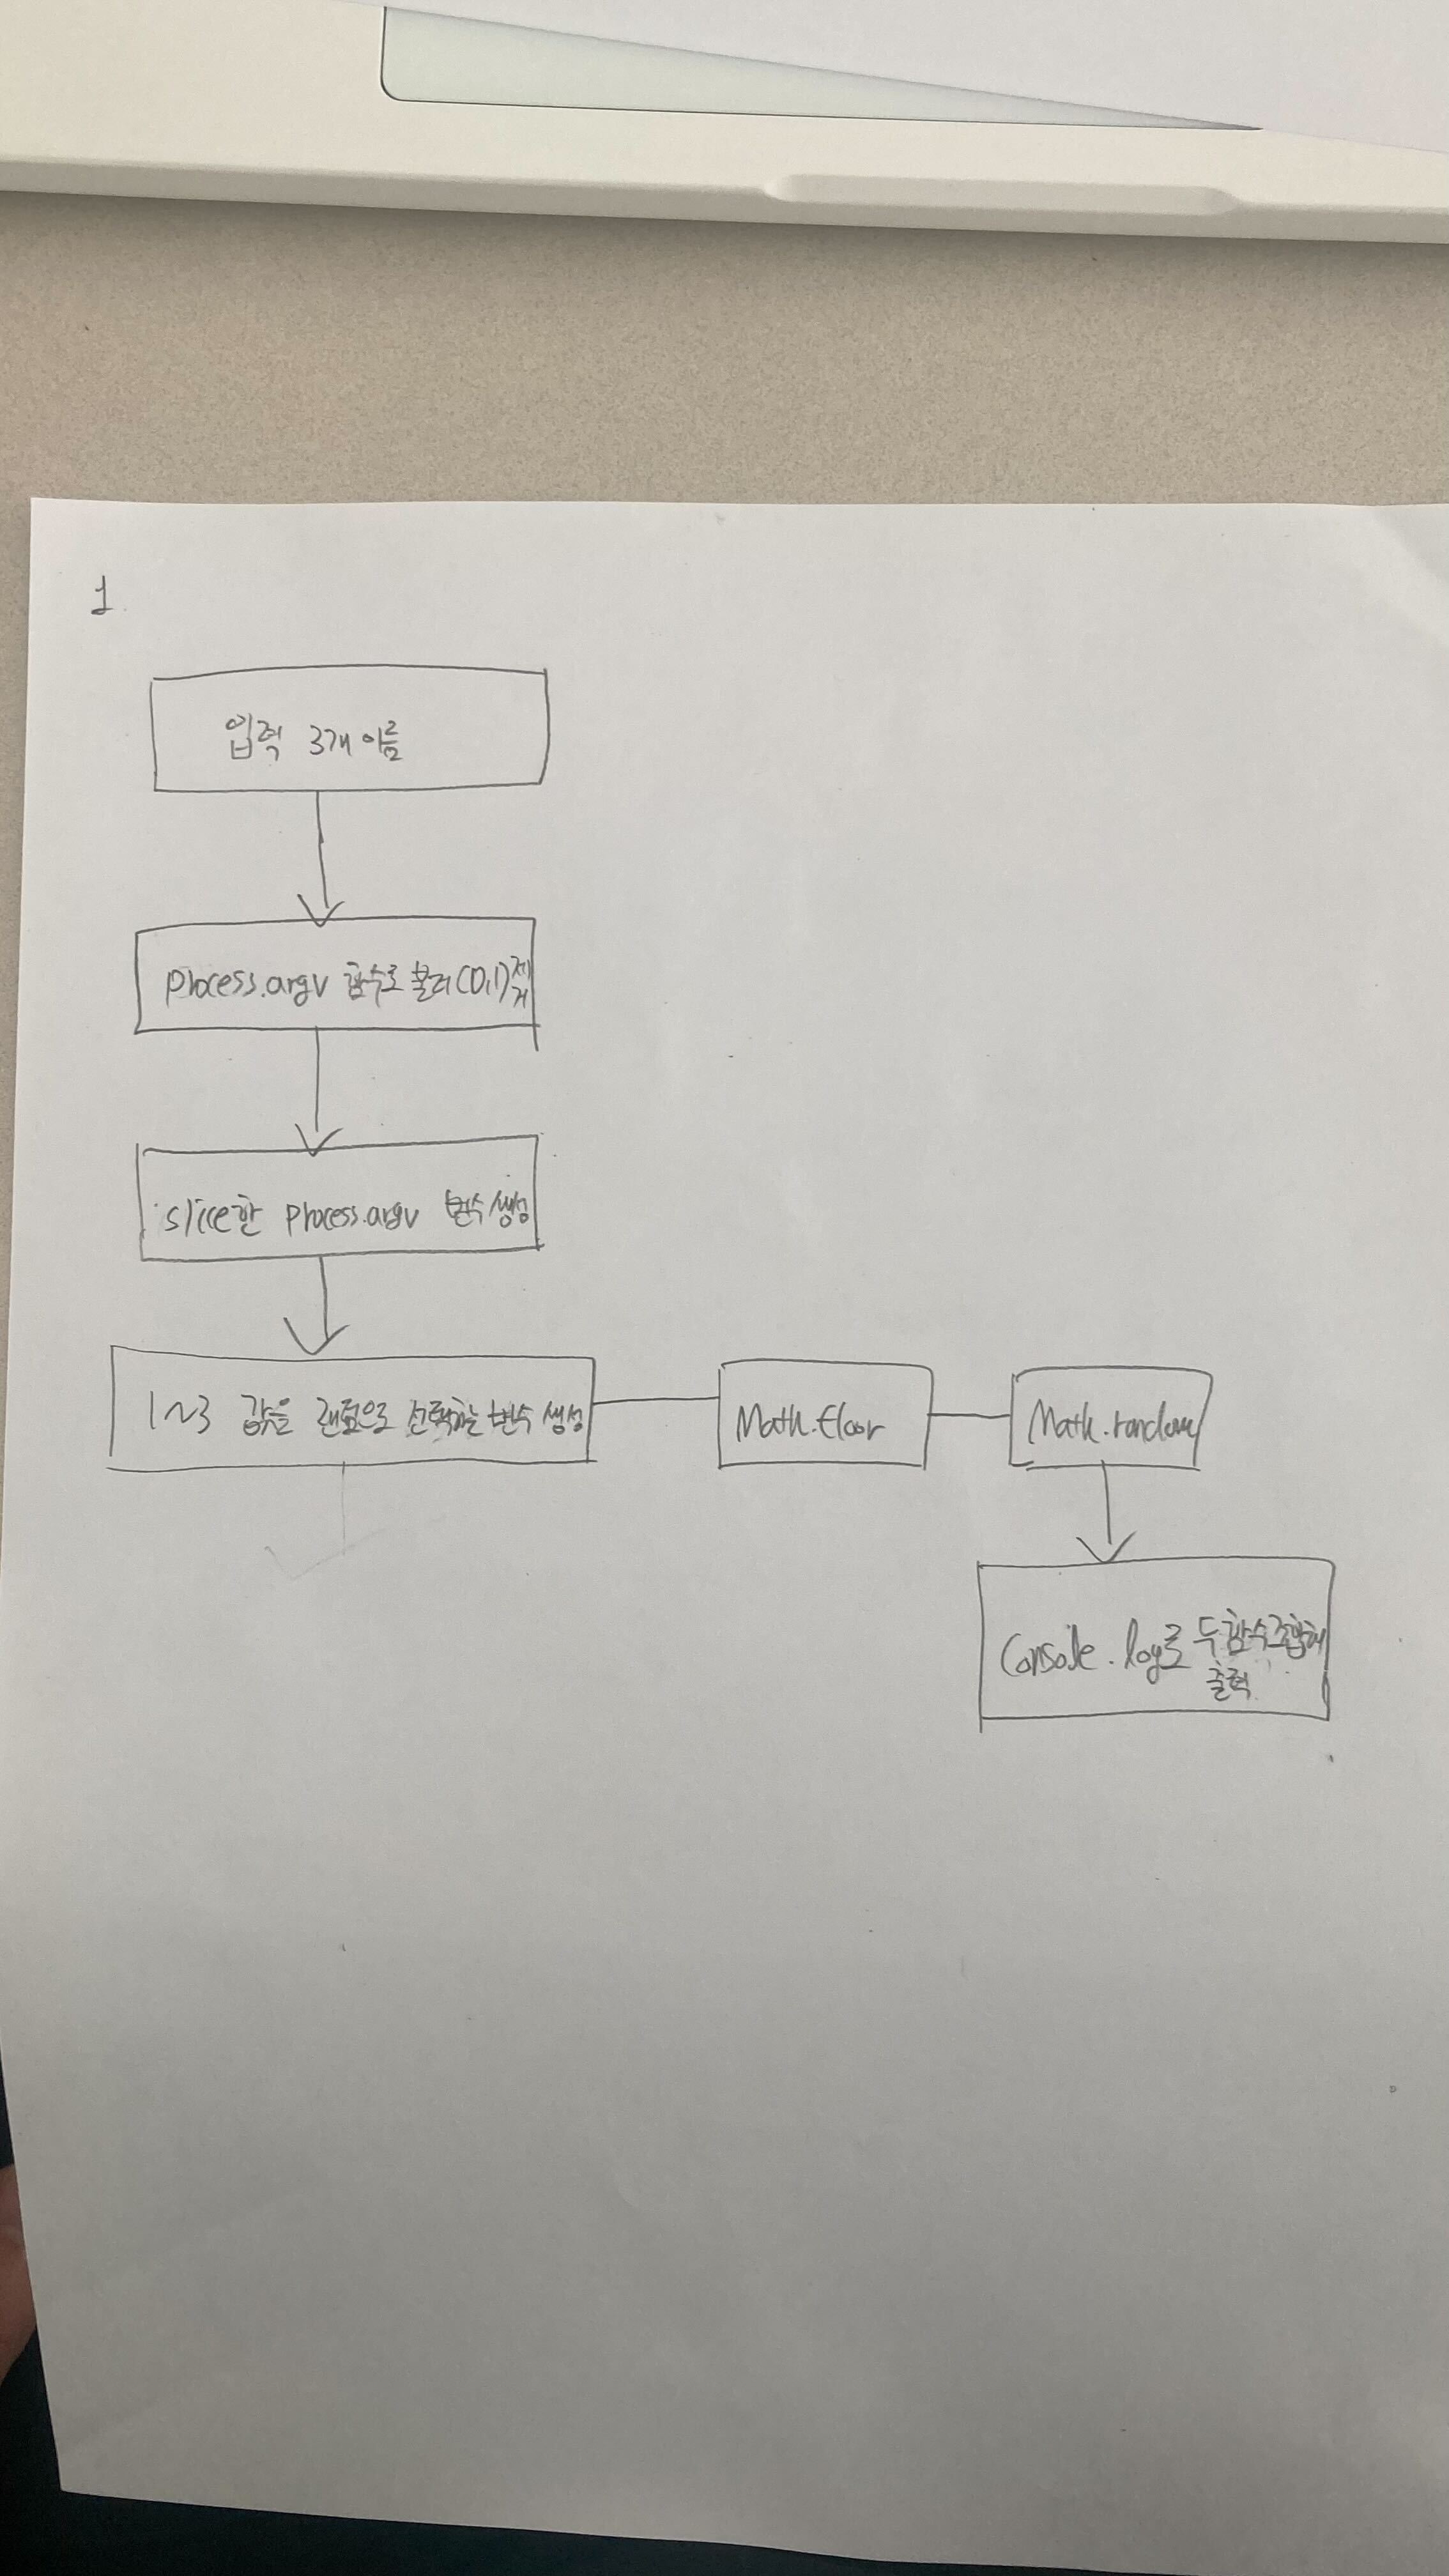 1
입력 3개 이름
process.argv 함수로 불러 (0,1) 제
거
slice한 process.argv 변수 생성
1~3 값을 랜덤으로 선택하는 변수 생성
Math.floor
Math.random
Console.log로 두 함수 조합해
출력